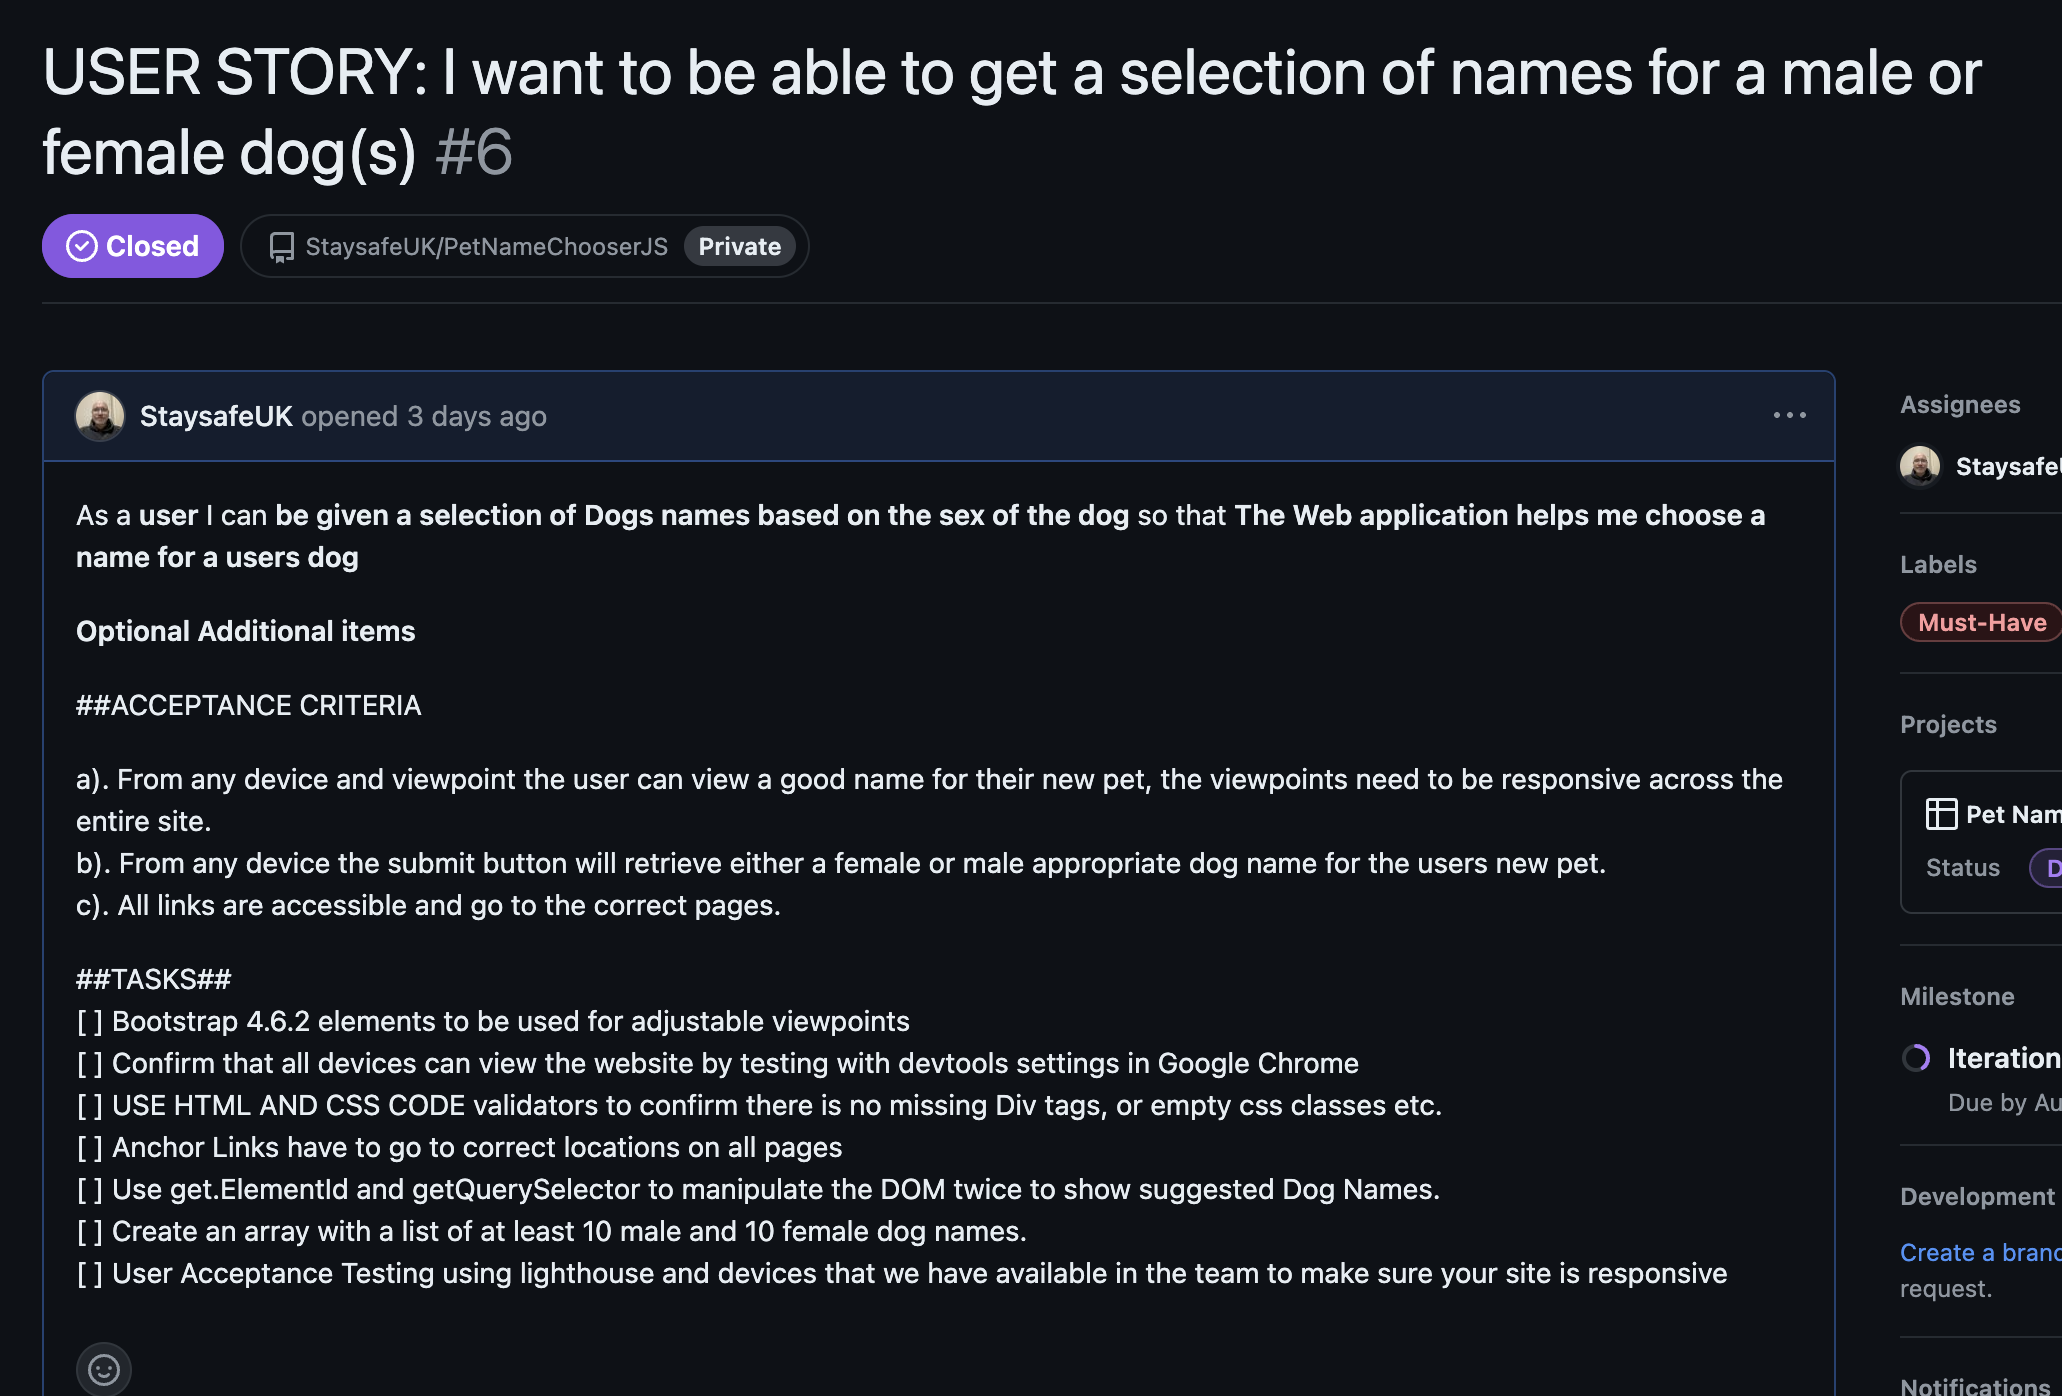 USER STORY: I want to be able to get a selection of names for a male or
female dog(s) #6
Closed
StaysafeUK/PetNameChooserJS Private
StaysafeUK opened 3 days ago
As a user I can be given a selection of Dogs names based on the sex of the dog so that The Web application helps me choose a
name for a users dog
Optional Additional items
##ACCEPTANCE CRITERIA
a). From any device and viewpoint the user can view a good name for their new pet, the viewpoints need to be responsive across the
entire site.
b). From any device the submit button will retrieve either a female or male appropriate dog name for the users new pet.
c). All links are accessible and go to the correct pages.
##TASKS##
[ ] Bootstrap 4.6.2 elements to be used for adjustable viewpoints
[ ] Confirm that all devices can view the website by testing with devtools settings in Google Chrome
[ ] USE HTML AND CSS CODE validators to confirm there is no missing Div tags, or empty css classes etc.
[ ] Anchor Links have to go to correct locations on all pages
[ ] Use get.ElementId and getQuerySelector to manipulate the DOM twice to show suggested Dog Names.
[ ] Create an array with a list of at least 10 male and 10 female dog names.
[ ] User Acceptance Testing using lighthouse and devices that we have available in the team to make sure your site is responsive
Assignees
Staysafe
Labels
Must-Have
Projects
Pet Nam
Status D
Milestone
Iteration
Due by Au
Development
Create a branc
request.
Notifications